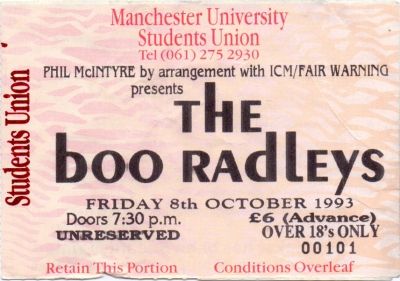 Manchester University
Students Union
Tel (061) 275 2930
PHIL McINTYRE by arrangement with ICM/FAIR WARNING
presents
THE
boo RadleyS
FRIDAY 8th OCTOBER 1993
Doors 7:30 p.m. £6 (Advance)
UNRESERVED OVER 18's ONLY
00101
Retain This Portion Conditions Overleaf
Students Union